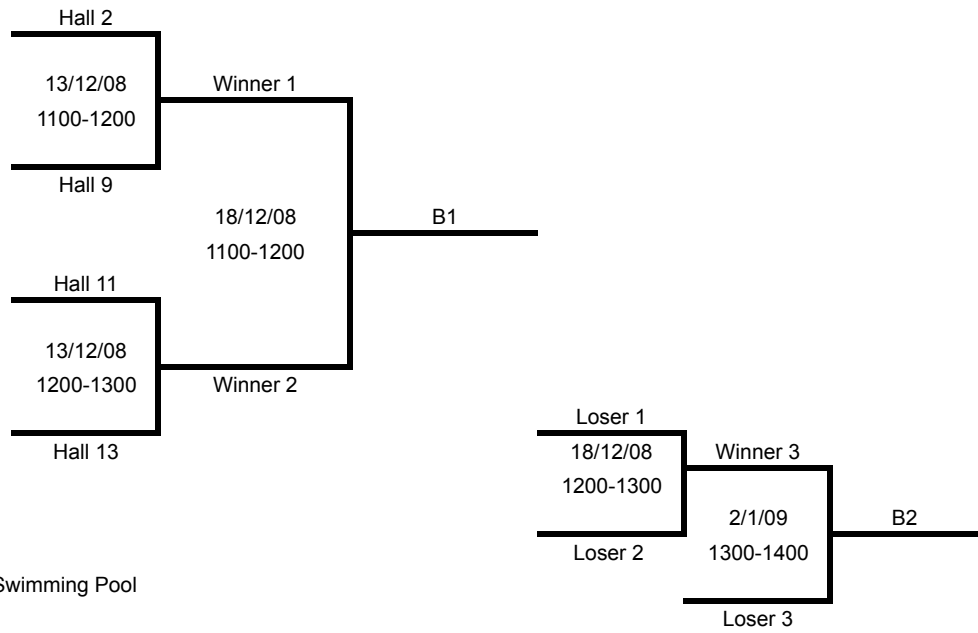 Hall 2
13/12/08
1100-1200
Winner 1
Hall 9
18/12/08
1100-1200
B1
Hall 11
13/12/08
1200-1300
Winner 2
Hall 13
Loser 1
18/12/08
1200-1300
Winner 3
Loser 2
2/1/09
1300-1400
B2
Loser 3
Swimming Pool